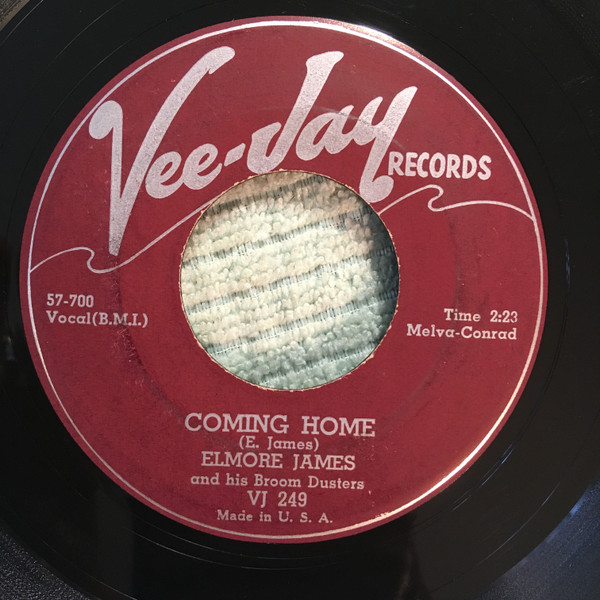 Vee-Jay
RECORDS
57-700
Vocal(B.M.I.)
Time 2:23
Melva-Conrad
COMING HOME
(E. James)
ELMORE JAMES
and his Broom Dusters
VJ 249
Made in U. S. A.